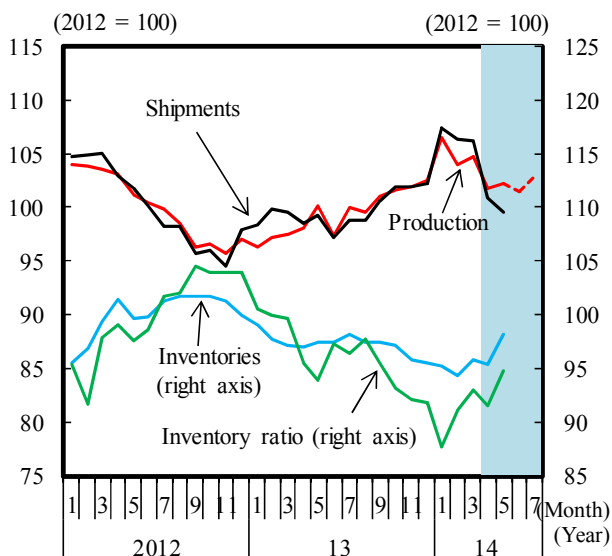 (2012 = 100) (2012 = 100)
115 125
110 120
105 115
100 110
95 105
90 100
85 95
80 90
75 85
Shipments
Production
Inventories
(right axis)
Inventory ratio (right axis)
1 3 5 7 9 11 1 3 5 7 9 11 1 3 5 7 (Month)
(Year)
2012 13 14